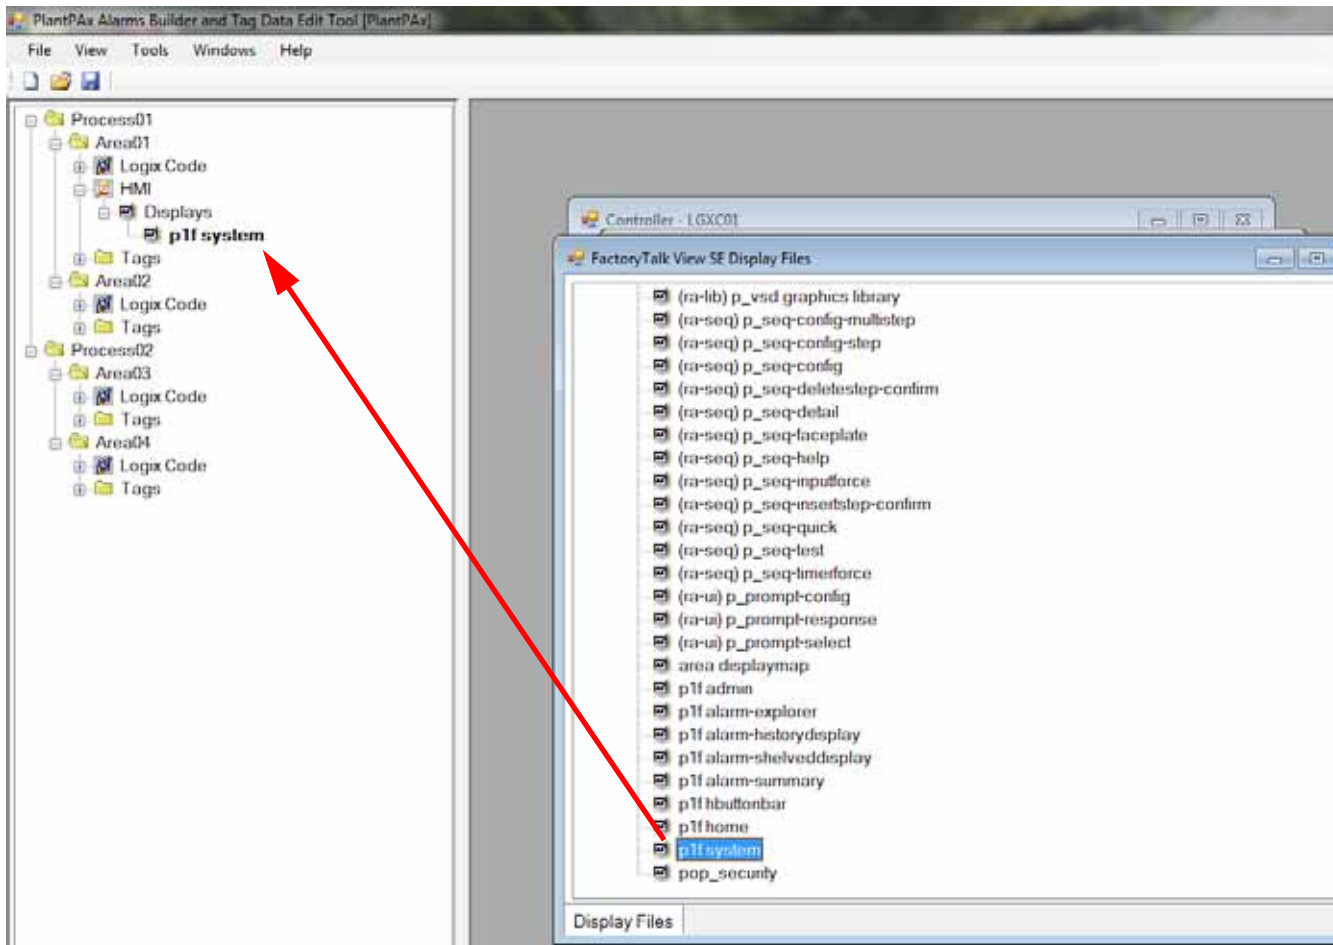 PlantPAx Alarms Builder and Tag Data Edit Tool [PlantPAx]
File View Tools Windows Help
Process01
Area01
Logix Code
HMI
Displays
p1f system
Tags
Area02
Logix Code
Tags
Process02
Area03
Logix Code
Tags
Area04
Logix Code
Tags
Controller - LGXC01
FactoryTalk View SE Display Files
(ra-lib) p_vsd graphics library
(ra-seq) p_seq-config-multistep
(ra-seq) p_seq-config-step
(ra-seq) p_seq-config
(ra-seq) p_seq-deletestep-confirm
(ra-seq) p_seq-detail
(ra-seq) p_seq-faceplate
(ra-seq) p_seq-help
(ra-seq) p_seq-inputforce
(ra-seq) p_seq-insertstep-confirm
(ra-seq) p_seq-quick
(ra-seq) p_seq-test
(ra-seq) p_seq-timerforce
(ra-ui) p_prompt-config
(ra-ui) p_prompt-response
(ra-ui) p_prompt-select
area displaymap
p1f admin
p1f alarm-explorer
p1f alarm-historydisplay
p1f alarm-shelveddisplay
p1f alarm-summary
p1f hbuttonbar
p1f home
p1f system
pop_security
Display Files